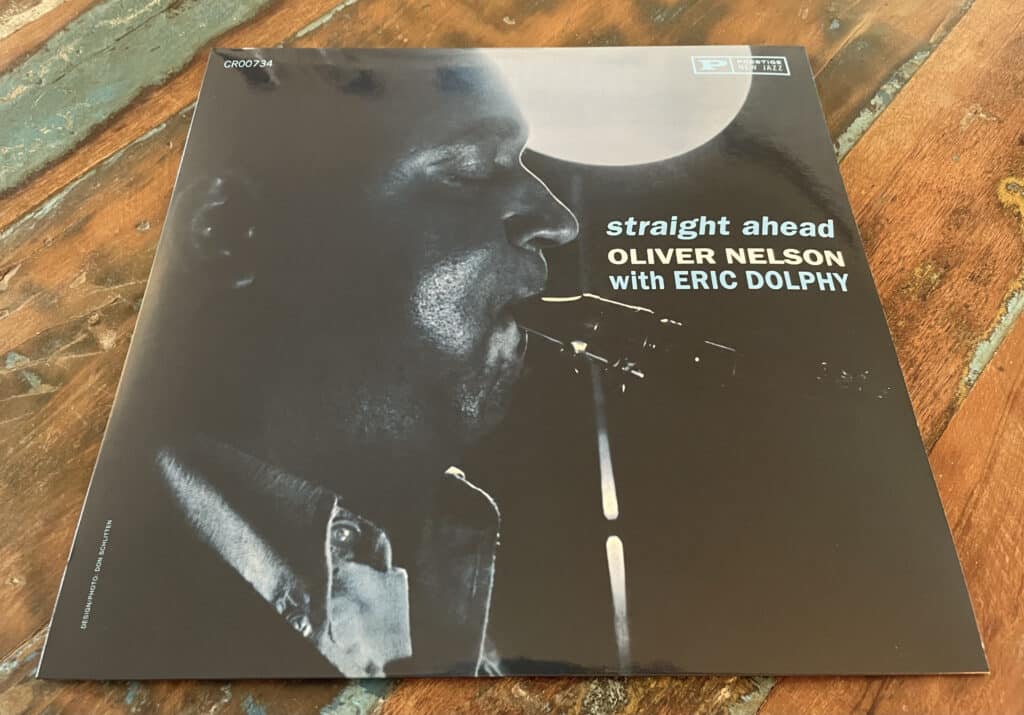 CR00734
PRESTIGE
NEW JAZZ
straight ahead
OLIVER NELSON
with ERIC DOLPHY
DESIGN/PHOTO: DON SCHLITTEN